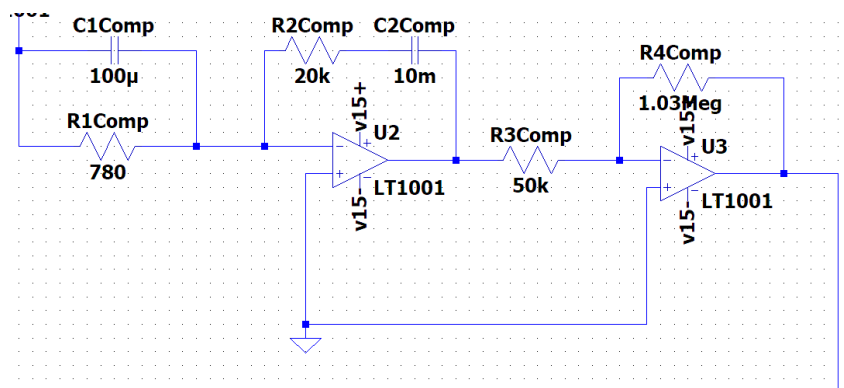 C1Comp
100µ
R1Comp
780
R2Comp
20k
C2Comp
10m
v15+
U2
LT1001
v15-
R3Comp
50k
R4Comp
1.03Meg
U3
LT1001
v15-